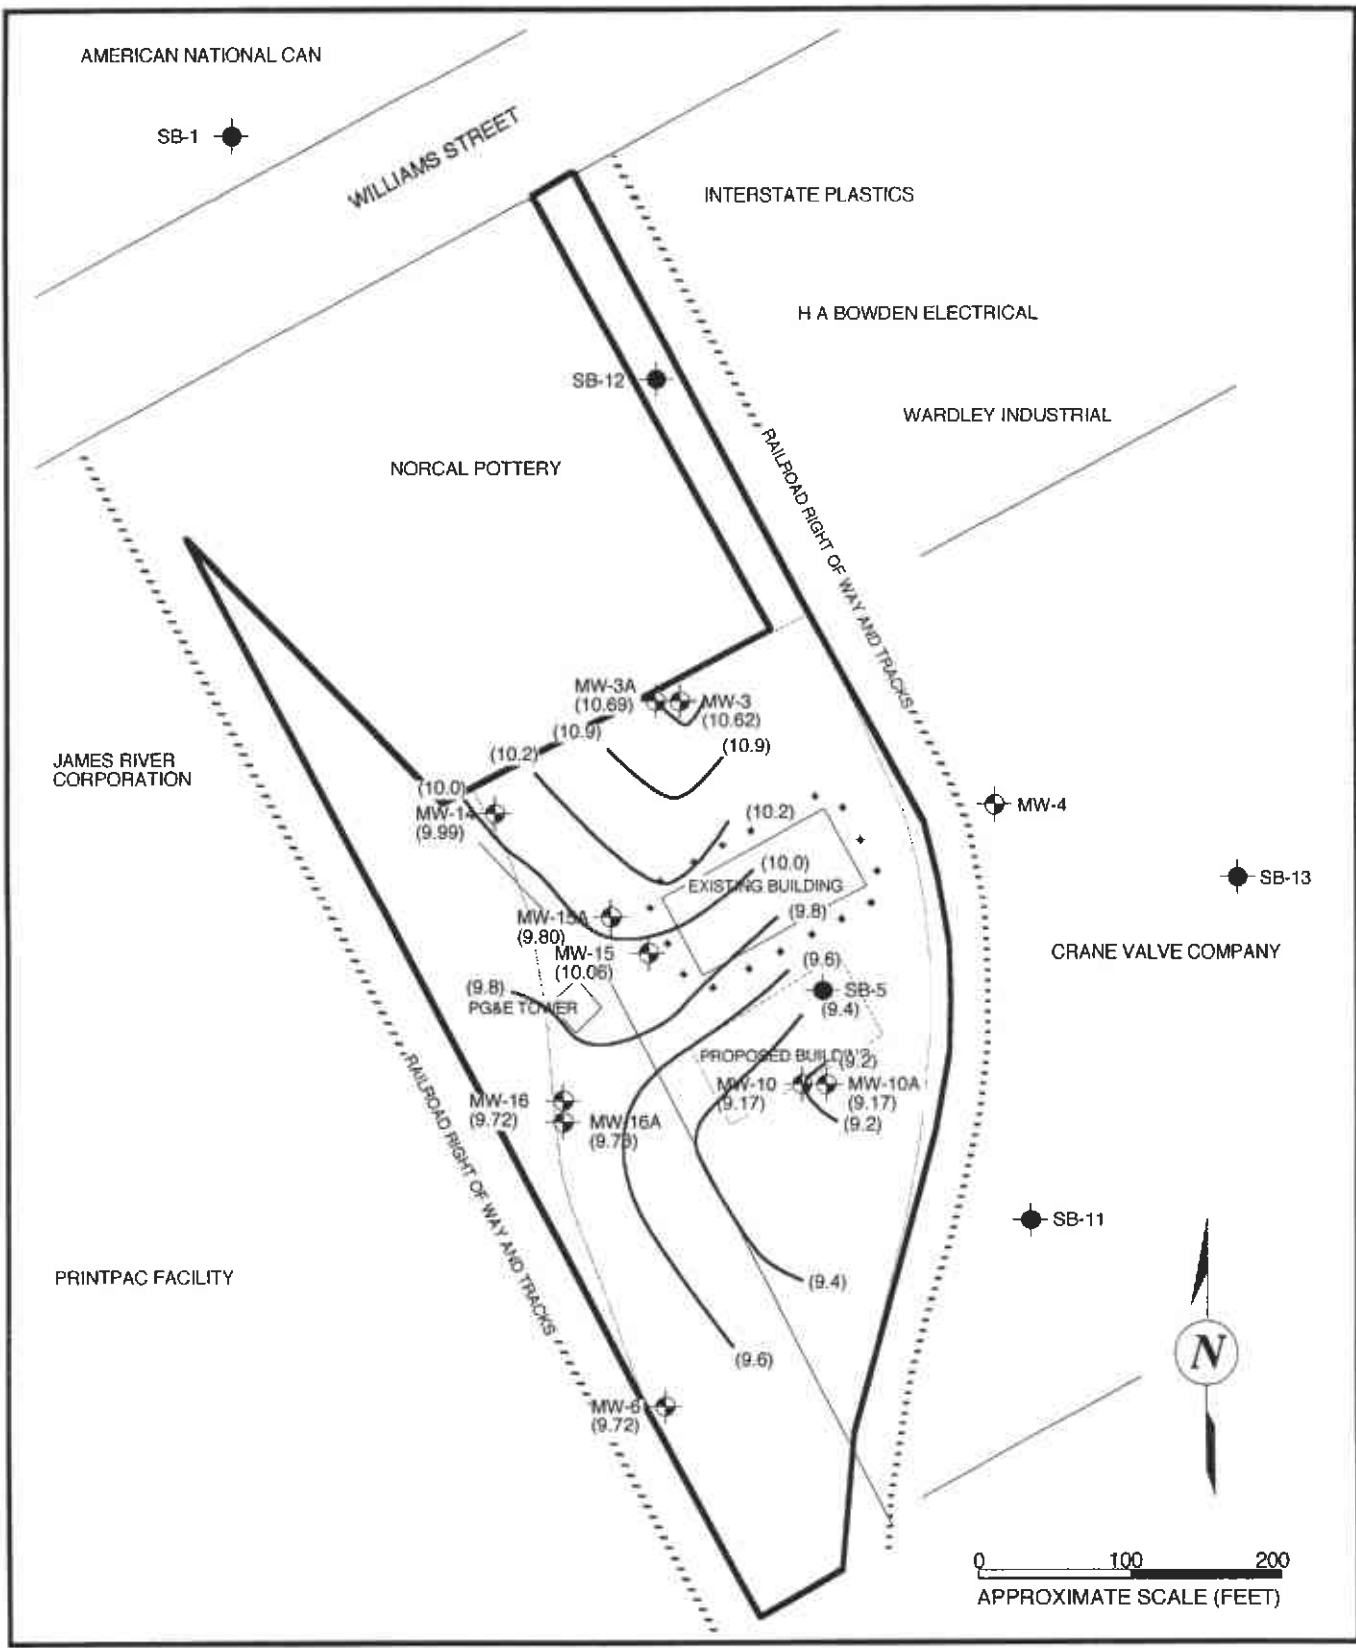 AMERICAN NATIONAL CAN
SB-1
WILLIAMS STREET
INTERSTATE PLASTICS
H A BOWDEN ELECTRICAL
SB-12
WARDLEY INDUSTRIAL
RAILROAD RIGHT OF WAY AND TRACKS
NORCAL POTTERY
MW-3A
(10.69)
MW-3
(10.62)
(10.9)
(10.9)
(10.2)
JAMES RIVER
CORPORATION
(10.0)
MW-14
(9.99)
MW-4
(10.2)
(10.0)
EXISTING BUILDING
SB-13
(9.8)
MW-15A
(9.80)
MW-15
(10.06)
CRANE VALVE COMPANY
(9.6)
(9.8)
PG&E TOWER
SB-5
(9.4)
PROPOSED BUILDING
(9.2)
MW-10
(9.17)
MW-10A
(9.17)
(9.2)
MW-16
(9.72)
MW-16A
(9.73)
RAILROAD RIGHT OF WAY AND TRACKS
SB-11
PRINTPAC FACILITY
(9.4)
(9.6)
MW-6
(9.72)
N
0 100 200
APPROXIMATE SCALE (FEET)